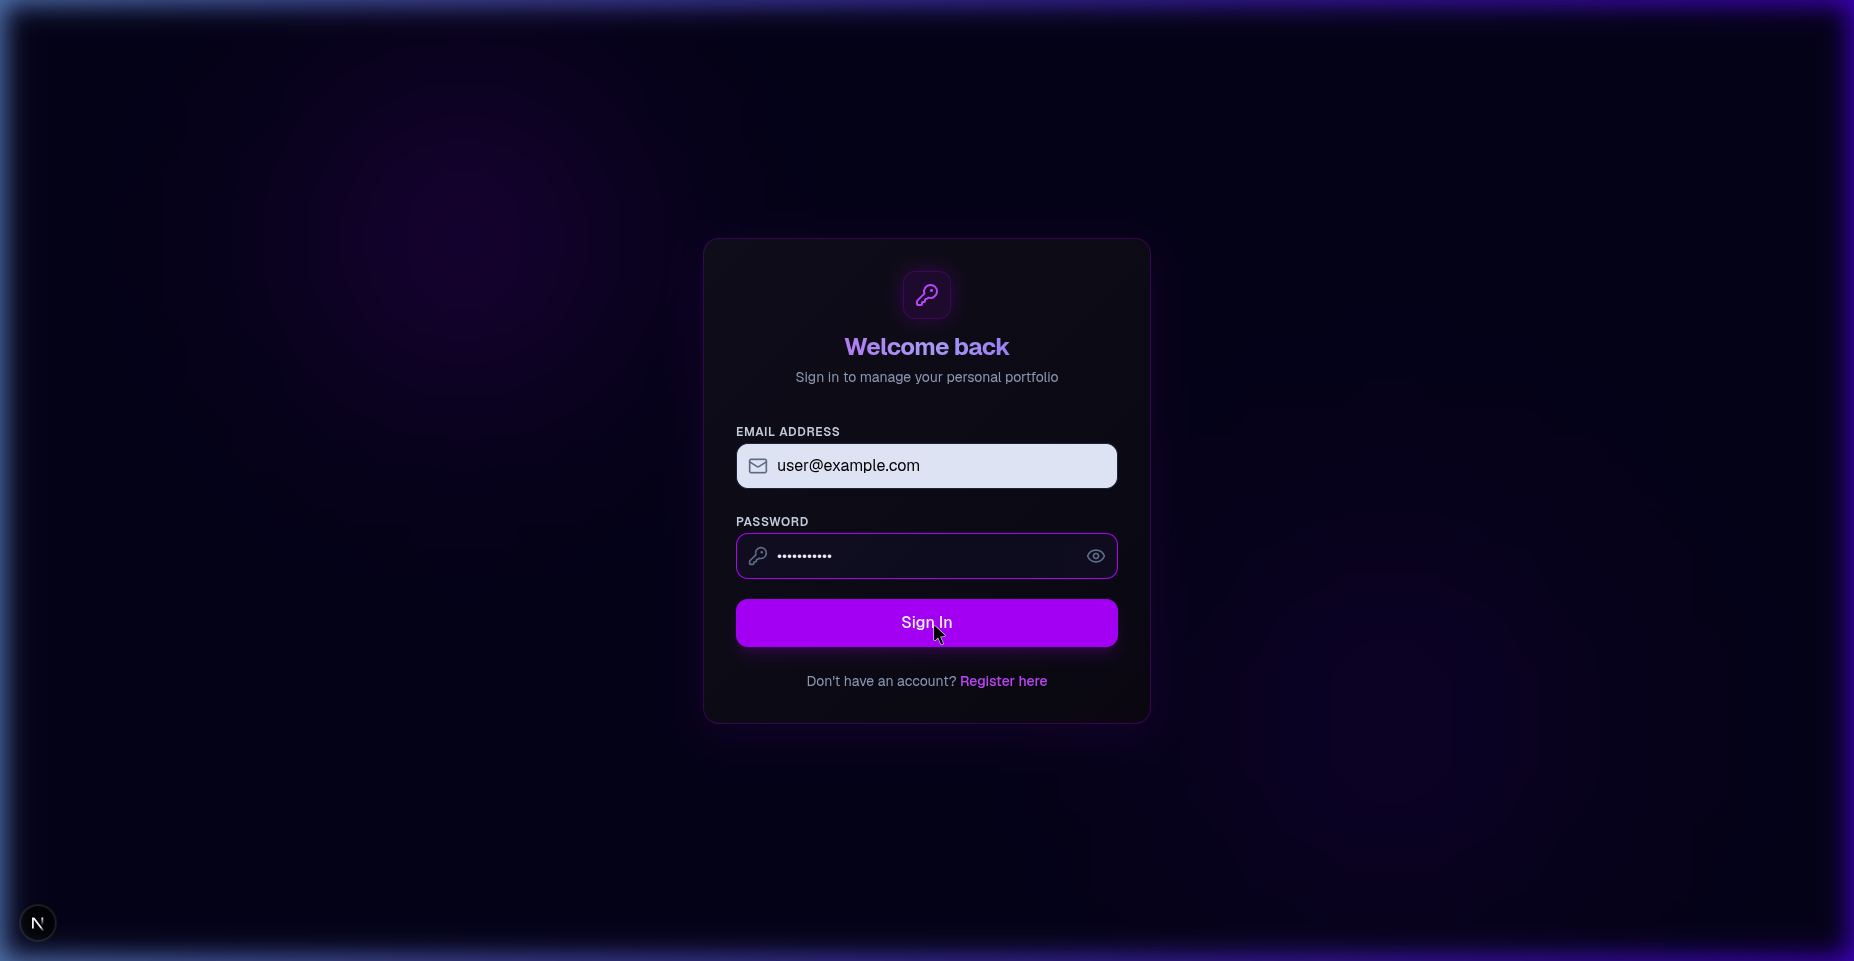 Welcome back
Sign in to manage your personal portfolio
EMAIL ADDRESS
user@example.com
PASSWORD
•••••••••••
Sign In
Don't have an account? Register here
N